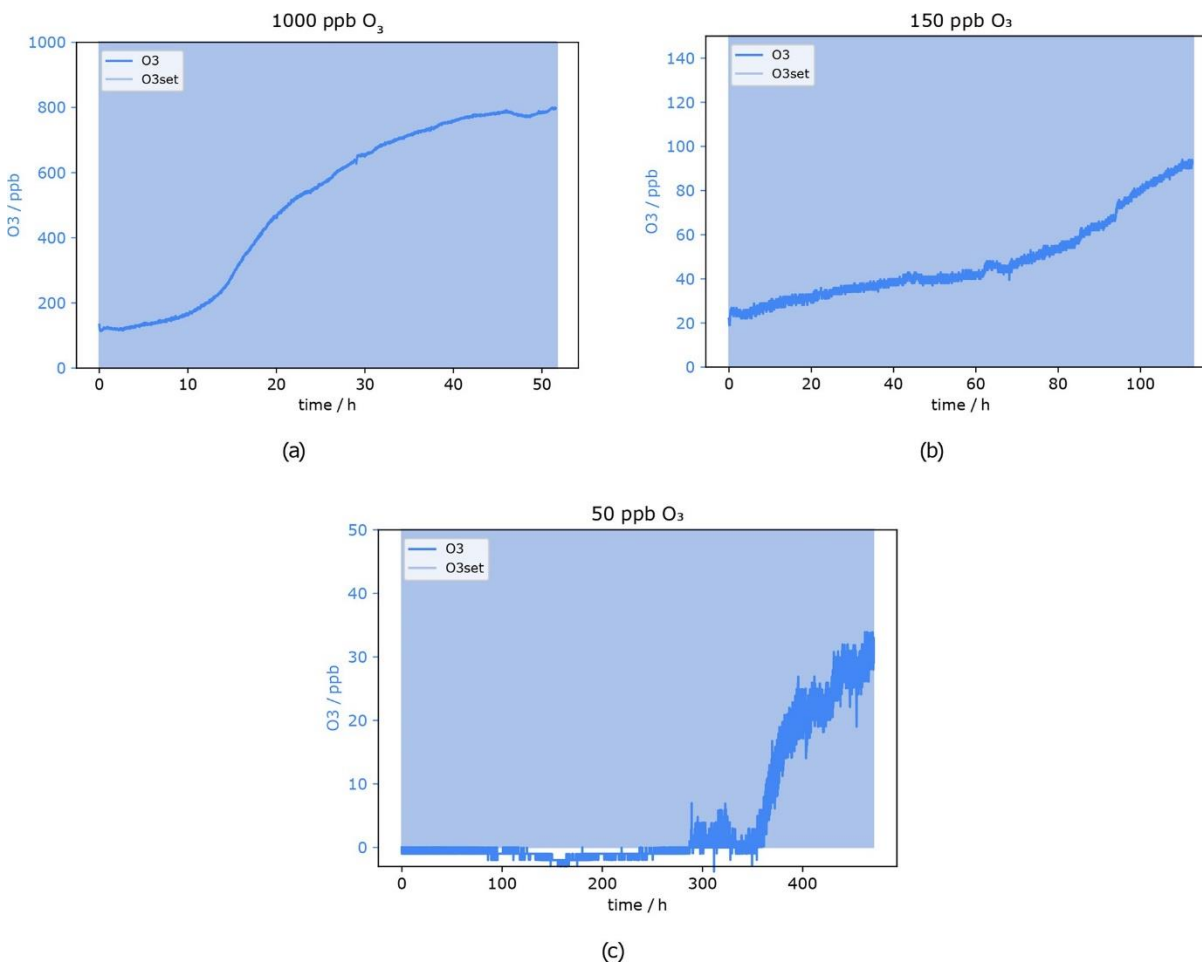 1000 ppb O₃
1000
800
600
400
200
0
O3 / ppb
O3
O3set
0 10 20 30 40 50
time / h
(a)
150 ppb O₃
140
120
100
80
60
40
20
0
O3 / ppb
O3
O3set
0 20 40 60 80 100
time / h
(b)
50 ppb O₃
50
40
30
20
10
0
O3 / ppb
O3
O3set
0 100 200 300 400
time / h
(c)